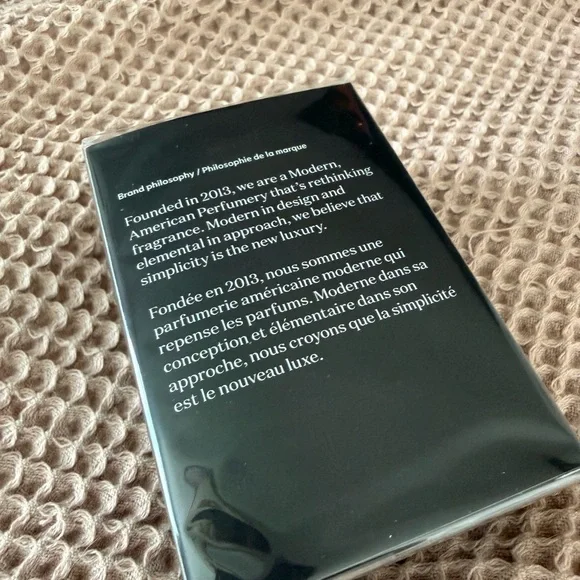 Brand philosophy / Philosophie de la marque
Founded in 2013, we are a Modern,
American Perfumery that's rethinking
fragrance. Modern in design and
elemental in approach, we believe that
simplicity is the new luxury.
Fondée en 2013, nous sommes une
parfumerie américaine moderne qui
repense les parfums. Moderne dans sa
conception et élémentaire dans son
approche, nous croyons que la simplicité
est le nouveau luxe.